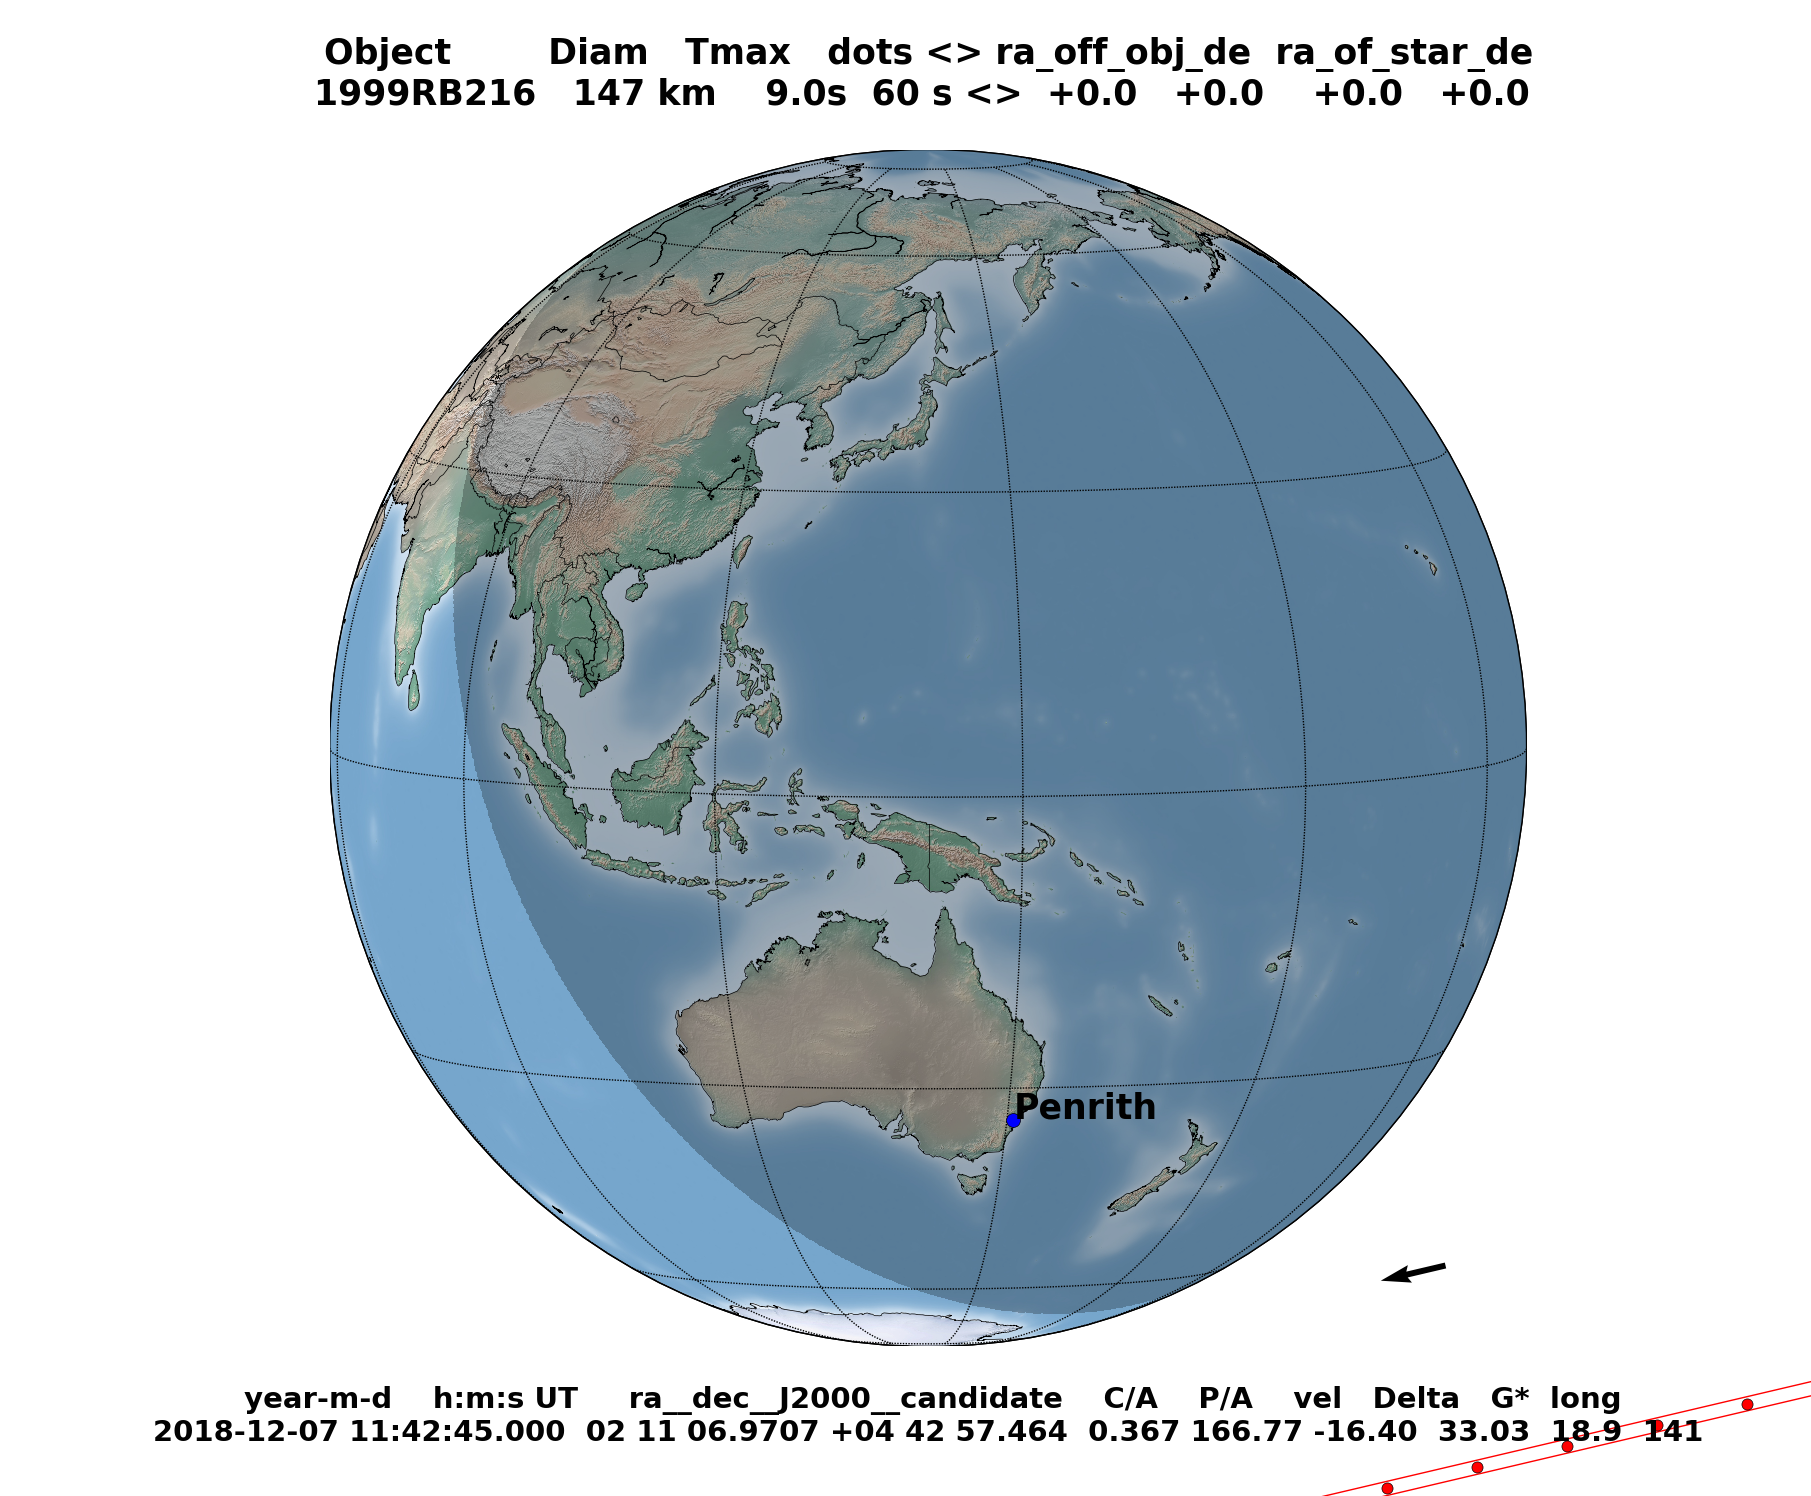 Object Diam Tmax dots <> ra_off_obj_de ra_of_star_de
1999RB216 147 km 9.0s 60 s <> +0.0 +0.0 +0.0 +0.0
Penrith
year-m-d h:m:s UT ra__dec__J2000__candidate C/A P/A vel Delta G* long
2018-12-07 11:42:45.000 02 11 06.9707 +04 42 57.464 0.367 166.77 -16.40 33.03 18.9 141